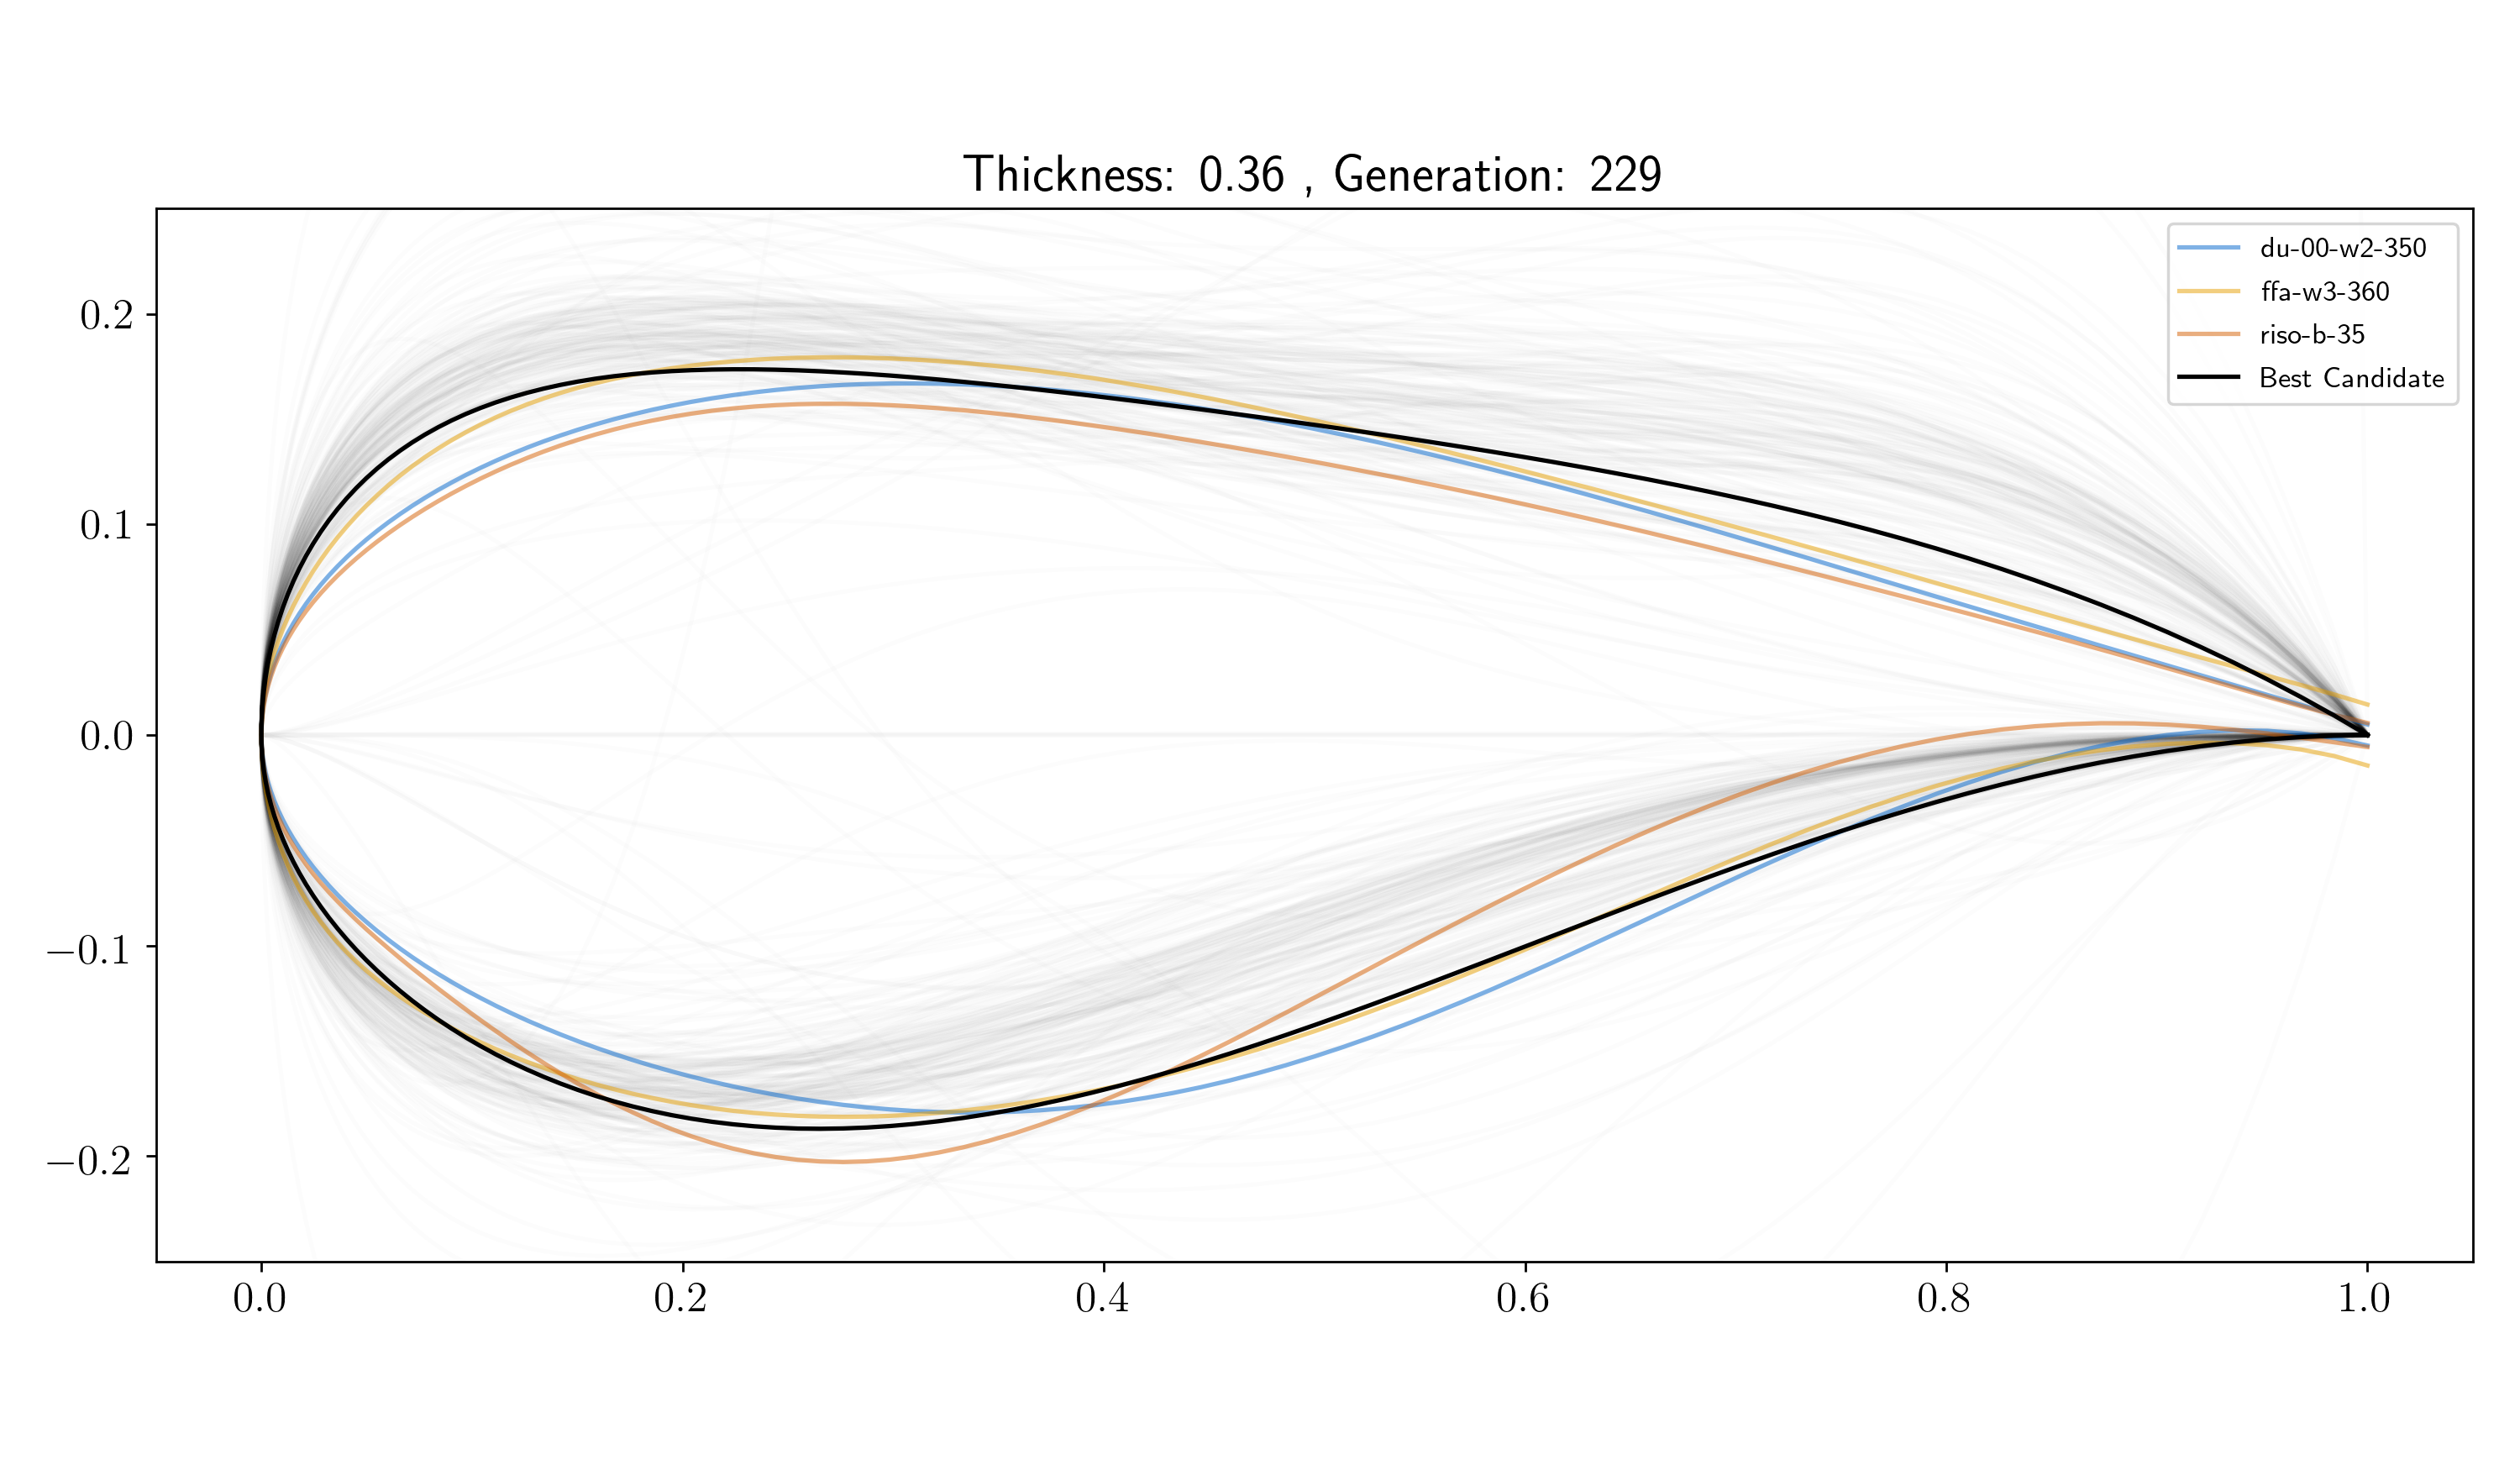 Thickness: 0.36 , Generation: 229
du-00-w2-350
ffa-w3-360
riso-b-35
Best Candidate
0.2
0.1
0.0
−0.1
−0.2
0.0 0.2 0.4 0.6 0.8 1.0